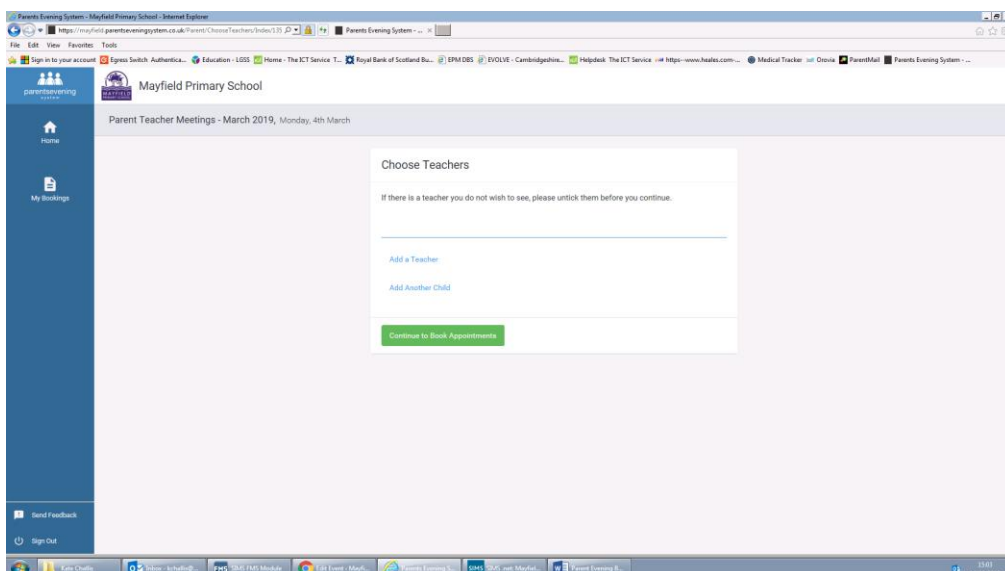 Parents Evening System - Mayfield Primary School - Internet Explorer
https://mayfield.parentseveningsystem.co.uk/Parent/ChooseTeachers/Index/135
Parents Evening System - ...
File Edit View Favorites Tools
Sign in to your account Egress Switch Authentica... Education - LGSS Home - The ICT Service T... Royal Bank of Scotland Bu... EPM DBS EVOLVE - Cambridgeshire... Helpdesk The ICT Service https--www.heales.com-... Medical Tracker Orovia ParentMail Parents Evening System - ...
parentsevening
system
MAYFIELD
Mayfield Primary School
Parent Teacher Meetings - March 2019, Monday, 4th March
Home
My Bookings
Choose Teachers
If there is a teacher you do not wish to see, please untick them before you continue.
Add a Teacher
Add Another Child
Continue to Book Appointments
Send Feedback
Sign Out
Inbox - FMS SIMS FMS Module Edit Event - Mayfi... Parents Evening S... SIMS SIMS .net Mayfiel... Parent Evening B... 15:03